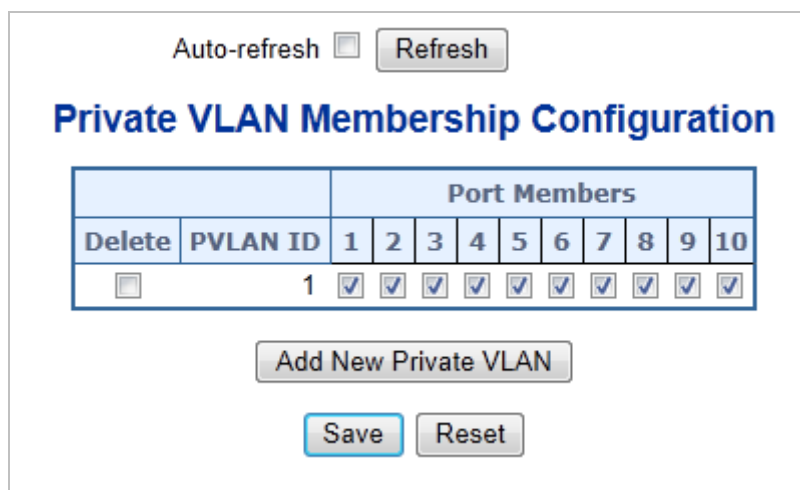 Auto-refresh Refresh
Private VLAN Membership Configuration
Port Members
Delete PVLAN ID 1 2 3 4 5 6 7 8 9 10
1
Add New Private VLAN
Save Reset